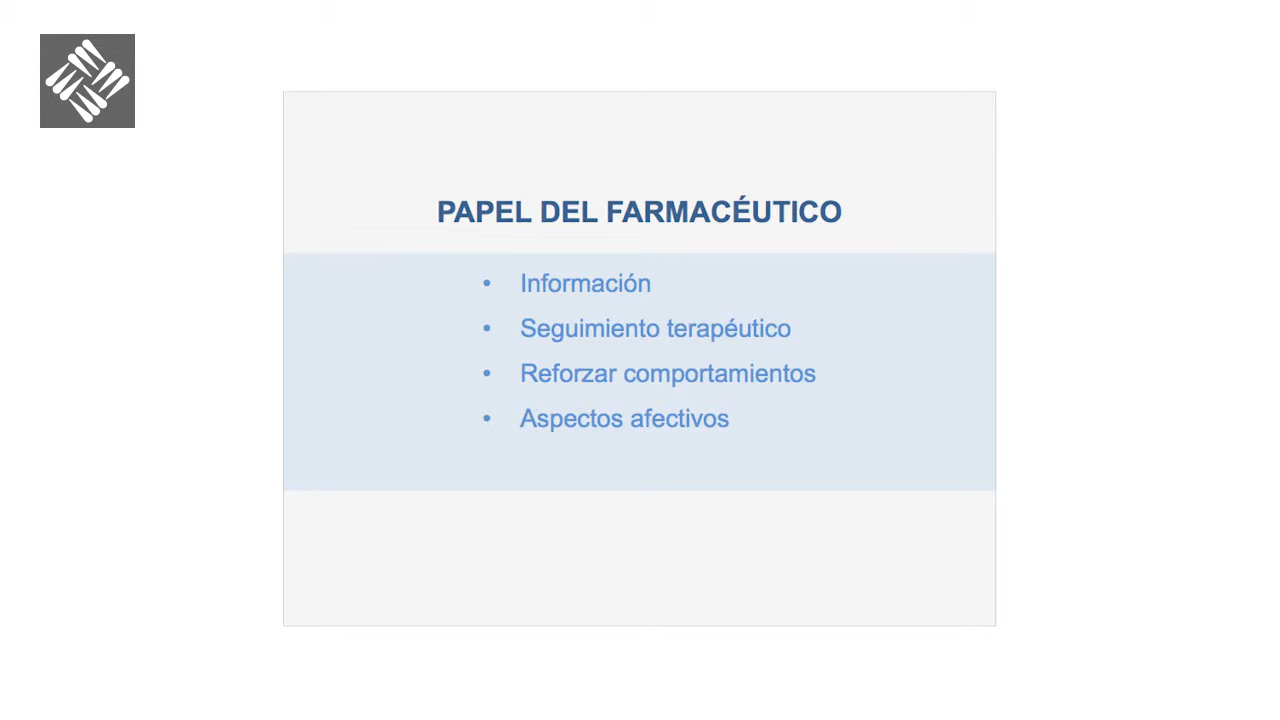 PAPEL DEL FARMACÉUTICO
• Información
• Seguimiento terapéutico
• Reforzar comportamientos
• Aspectos afectivos